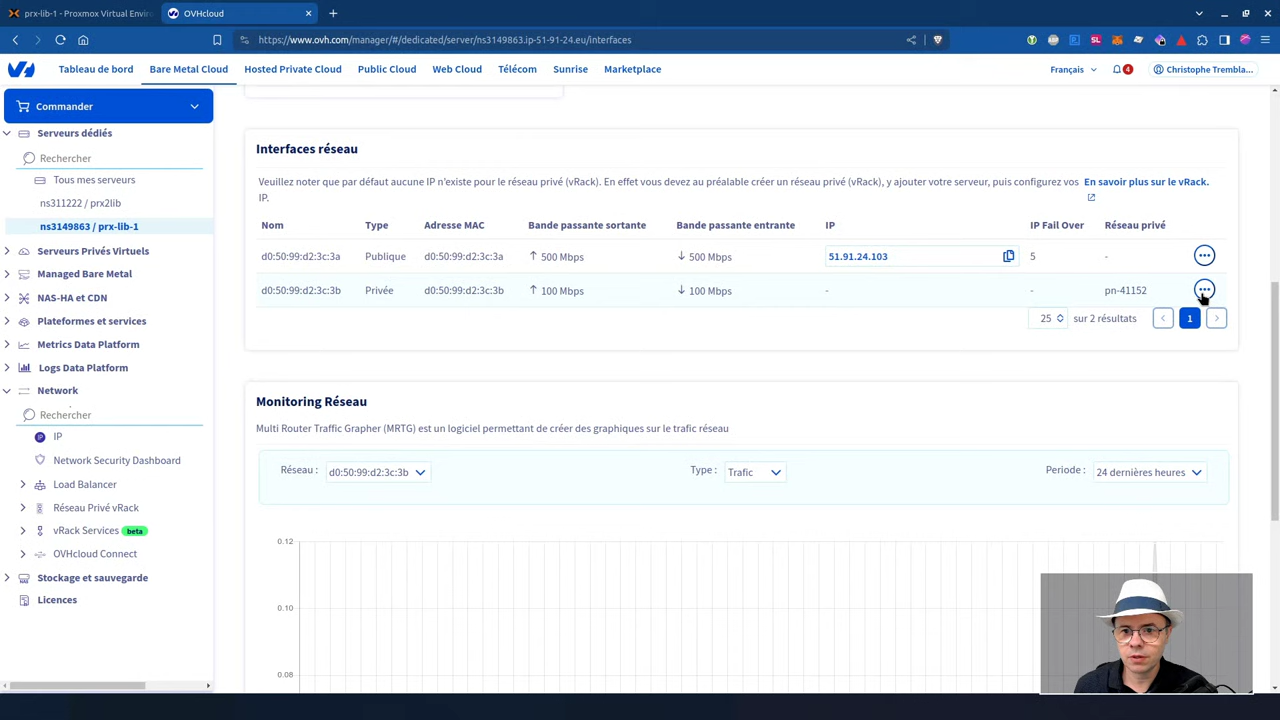 prx-lib-1 - Proxmox Virtual Enviro
OVHcloud
https://www.ovh.com/manager/#/dedicated/server/ns3149863.ip-51-91-24.eu/interfaces
Tableau de bord
Bare Metal Cloud
Hosted Private Cloud
Public Cloud
Web Cloud
Télécom
Sunrise
Marketplace
Français
4
Christophe Trembla...
Commander
Serveurs dédiés
Rechercher
Tous mes serveurs
ns311222 / prx2lib
ns3149863 / prx-lib-1
Serveurs Privés Virtuels
Managed Bare Metal
NAS-HA et CDN
Plateformes et services
Metrics Data Platform
Logs Data Platform
Network
Rechercher
IP
Network Security Dashboard
Load Balancer
Réseau Privé vRack
vRack Services beta
OVHcloud Connect
Stockage et sauvegarde
Licences
Interfaces réseau
Veuillez noter que par défaut aucune IP n'existe pour le réseau privé (vRack). En effet vous devez au préalable créer un réseau privé (vRack), y ajouter votre serveur, puis configurez vos
IP.
En savoir plus sur le vRack.
Nom Type Adresse MAC Bande passante sortante Bande passante entrante IP IP Fail Over Réseau privé
d0:50:99:d2:3c:3a Publique d0:50:99:d2:3c:3a ↑ 500 Mbps ↓ 500 Mbps 51.91.24.103 5 -
d0:50:99:d2:3c:3b Privée d0:50:99:d2:3c:3b ↑ 100 Mbps ↓ 100 Mbps - - pn-41152
25 sur 2 résultats 1
Monitoring Réseau
Multi Router Traffic Grapher (MRTG) est un logiciel permettant de créer des graphiques sur le trafic réseau
Réseau : d0:50:99:d2:3c:3b Type : Trafic Periode : 24 dernières heures
0.12
0.10
0.08